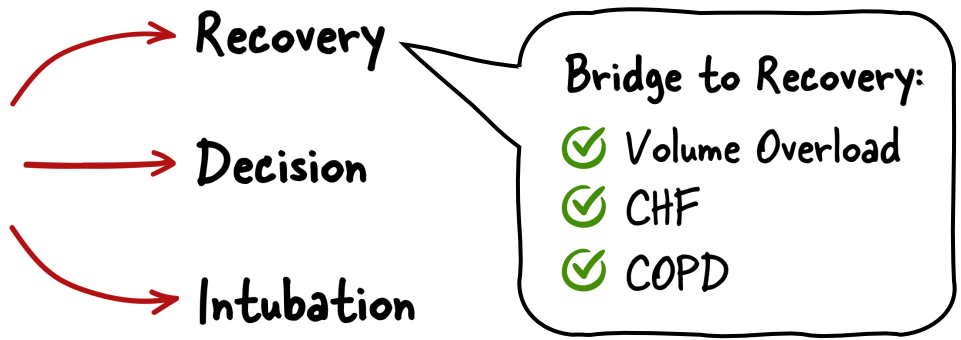 Recovery
Decision
Intubation
Bridge to Recovery:
Volume Overload
CHF
COPD